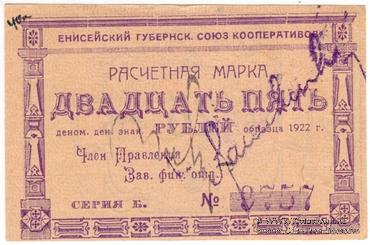 ЕНИСЕЙСКИЙ ГУБЕРНСК. СОЮЗ КООПЕРАТИВОВ
РАСЧЕТНАЯ МАРКА
ДВАДЦАТЬ ПЯТЬ
деном. ден. знак. РУБЛЕЙ образца 1922 г.
Член Правления
Зав. фин. отд.
СЕРИЯ Б. № 0757